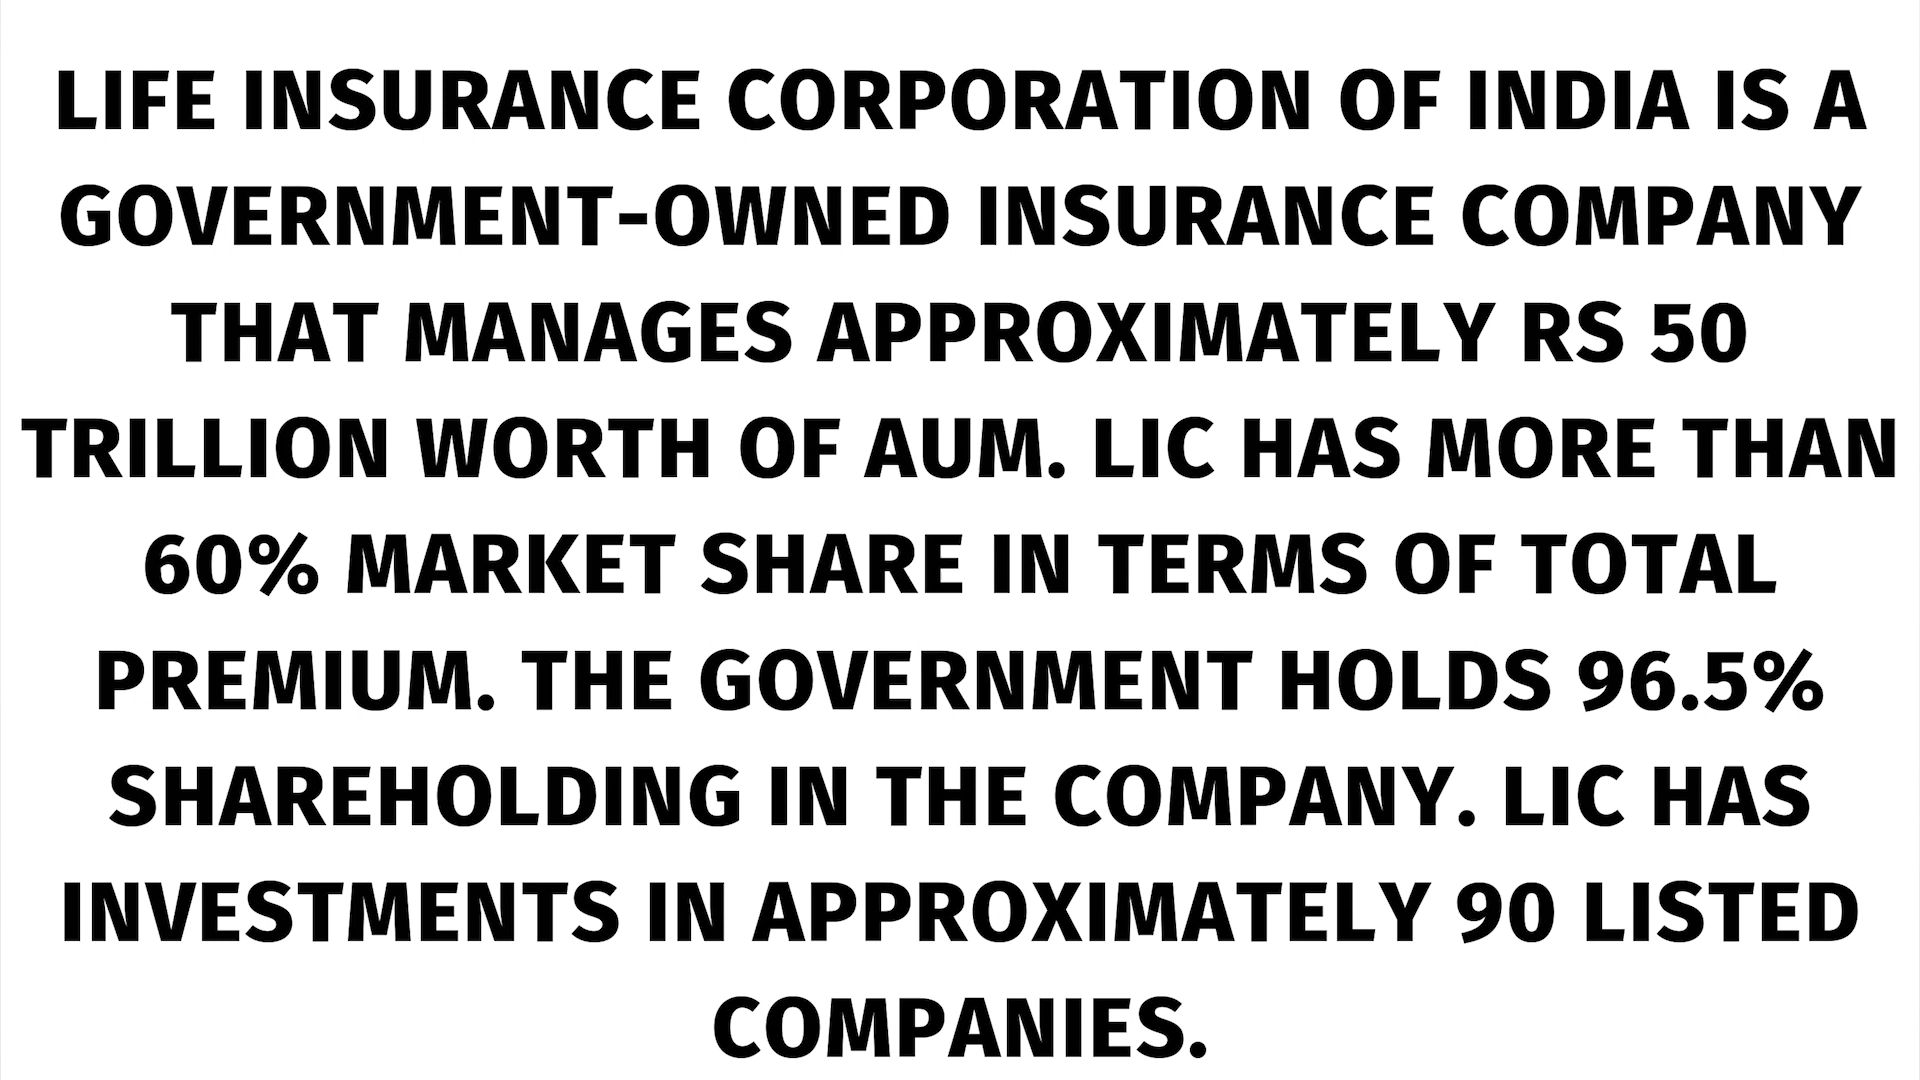 LIFE INSURANCE CORPORATION OF INDIA IS A
GOVERNMENT-OWNED INSURANCE COMPANY
THAT MANAGES APPROXIMATELY RS 50
TRILLION WORTH OF AUM. LIC HAS MORE THAN
60% MARKET SHARE IN TERMS OF TOTAL
PREMIUM. THE GOVERNMENT HOLDS 96.5%
SHAREHOLDING IN THE COMPANY. LIC HAS
INVESTMENTS IN APPROXIMATELY 90 LISTED
COMPANIES.